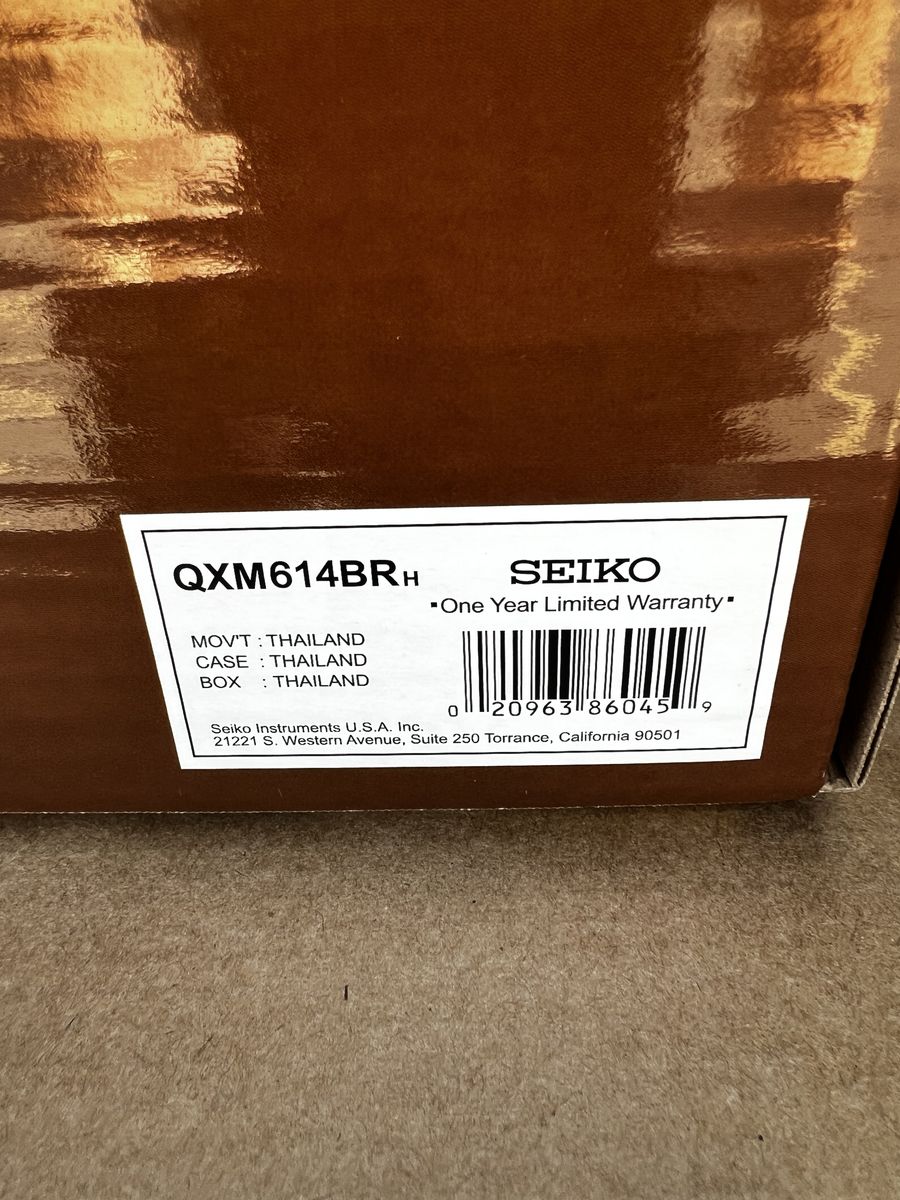 QXM614BRH
SEIKO
▪One Year Limited Warranty▪
MOV'T : THAILAND
CASE : THAILAND
BOX : THAILAND
0 20963 86045 9
Seiko Instruments U.S.A. Inc.
21221 S. Western Avenue, Suite 250 Torrance, California 90501